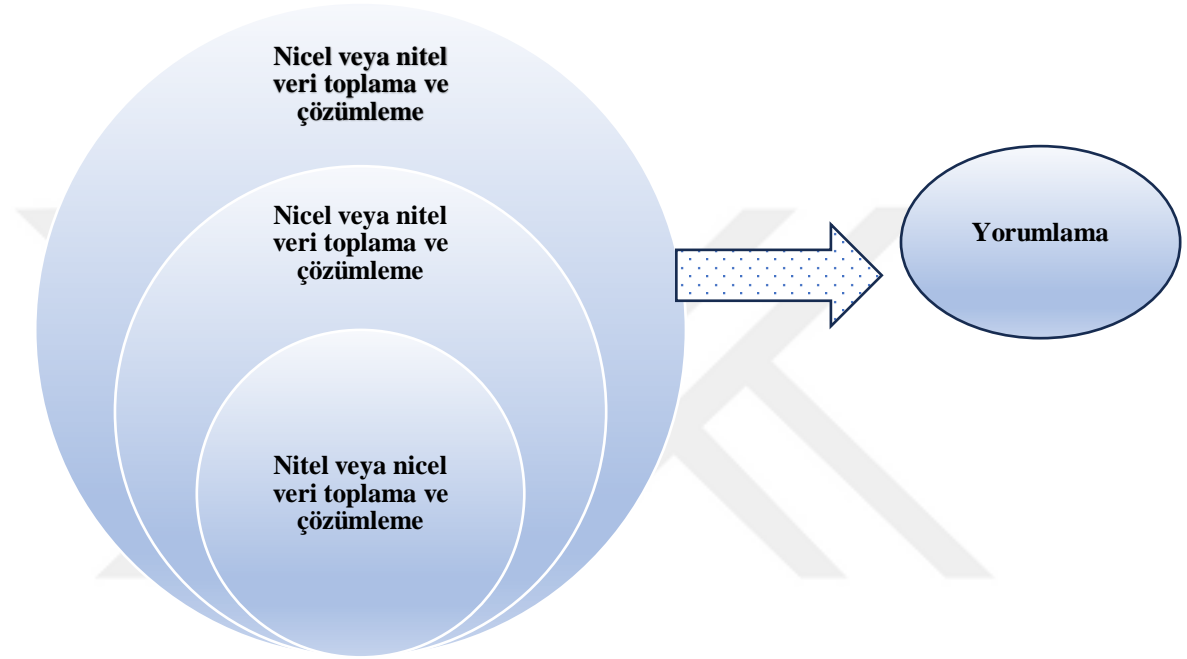 Nicel veya nitel
veri toplama ve
çözümleme
Nicel veya nitel
veri toplama ve
çözümleme
Nitel veya nicel
veri toplama ve
çözümleme
Yorumlama